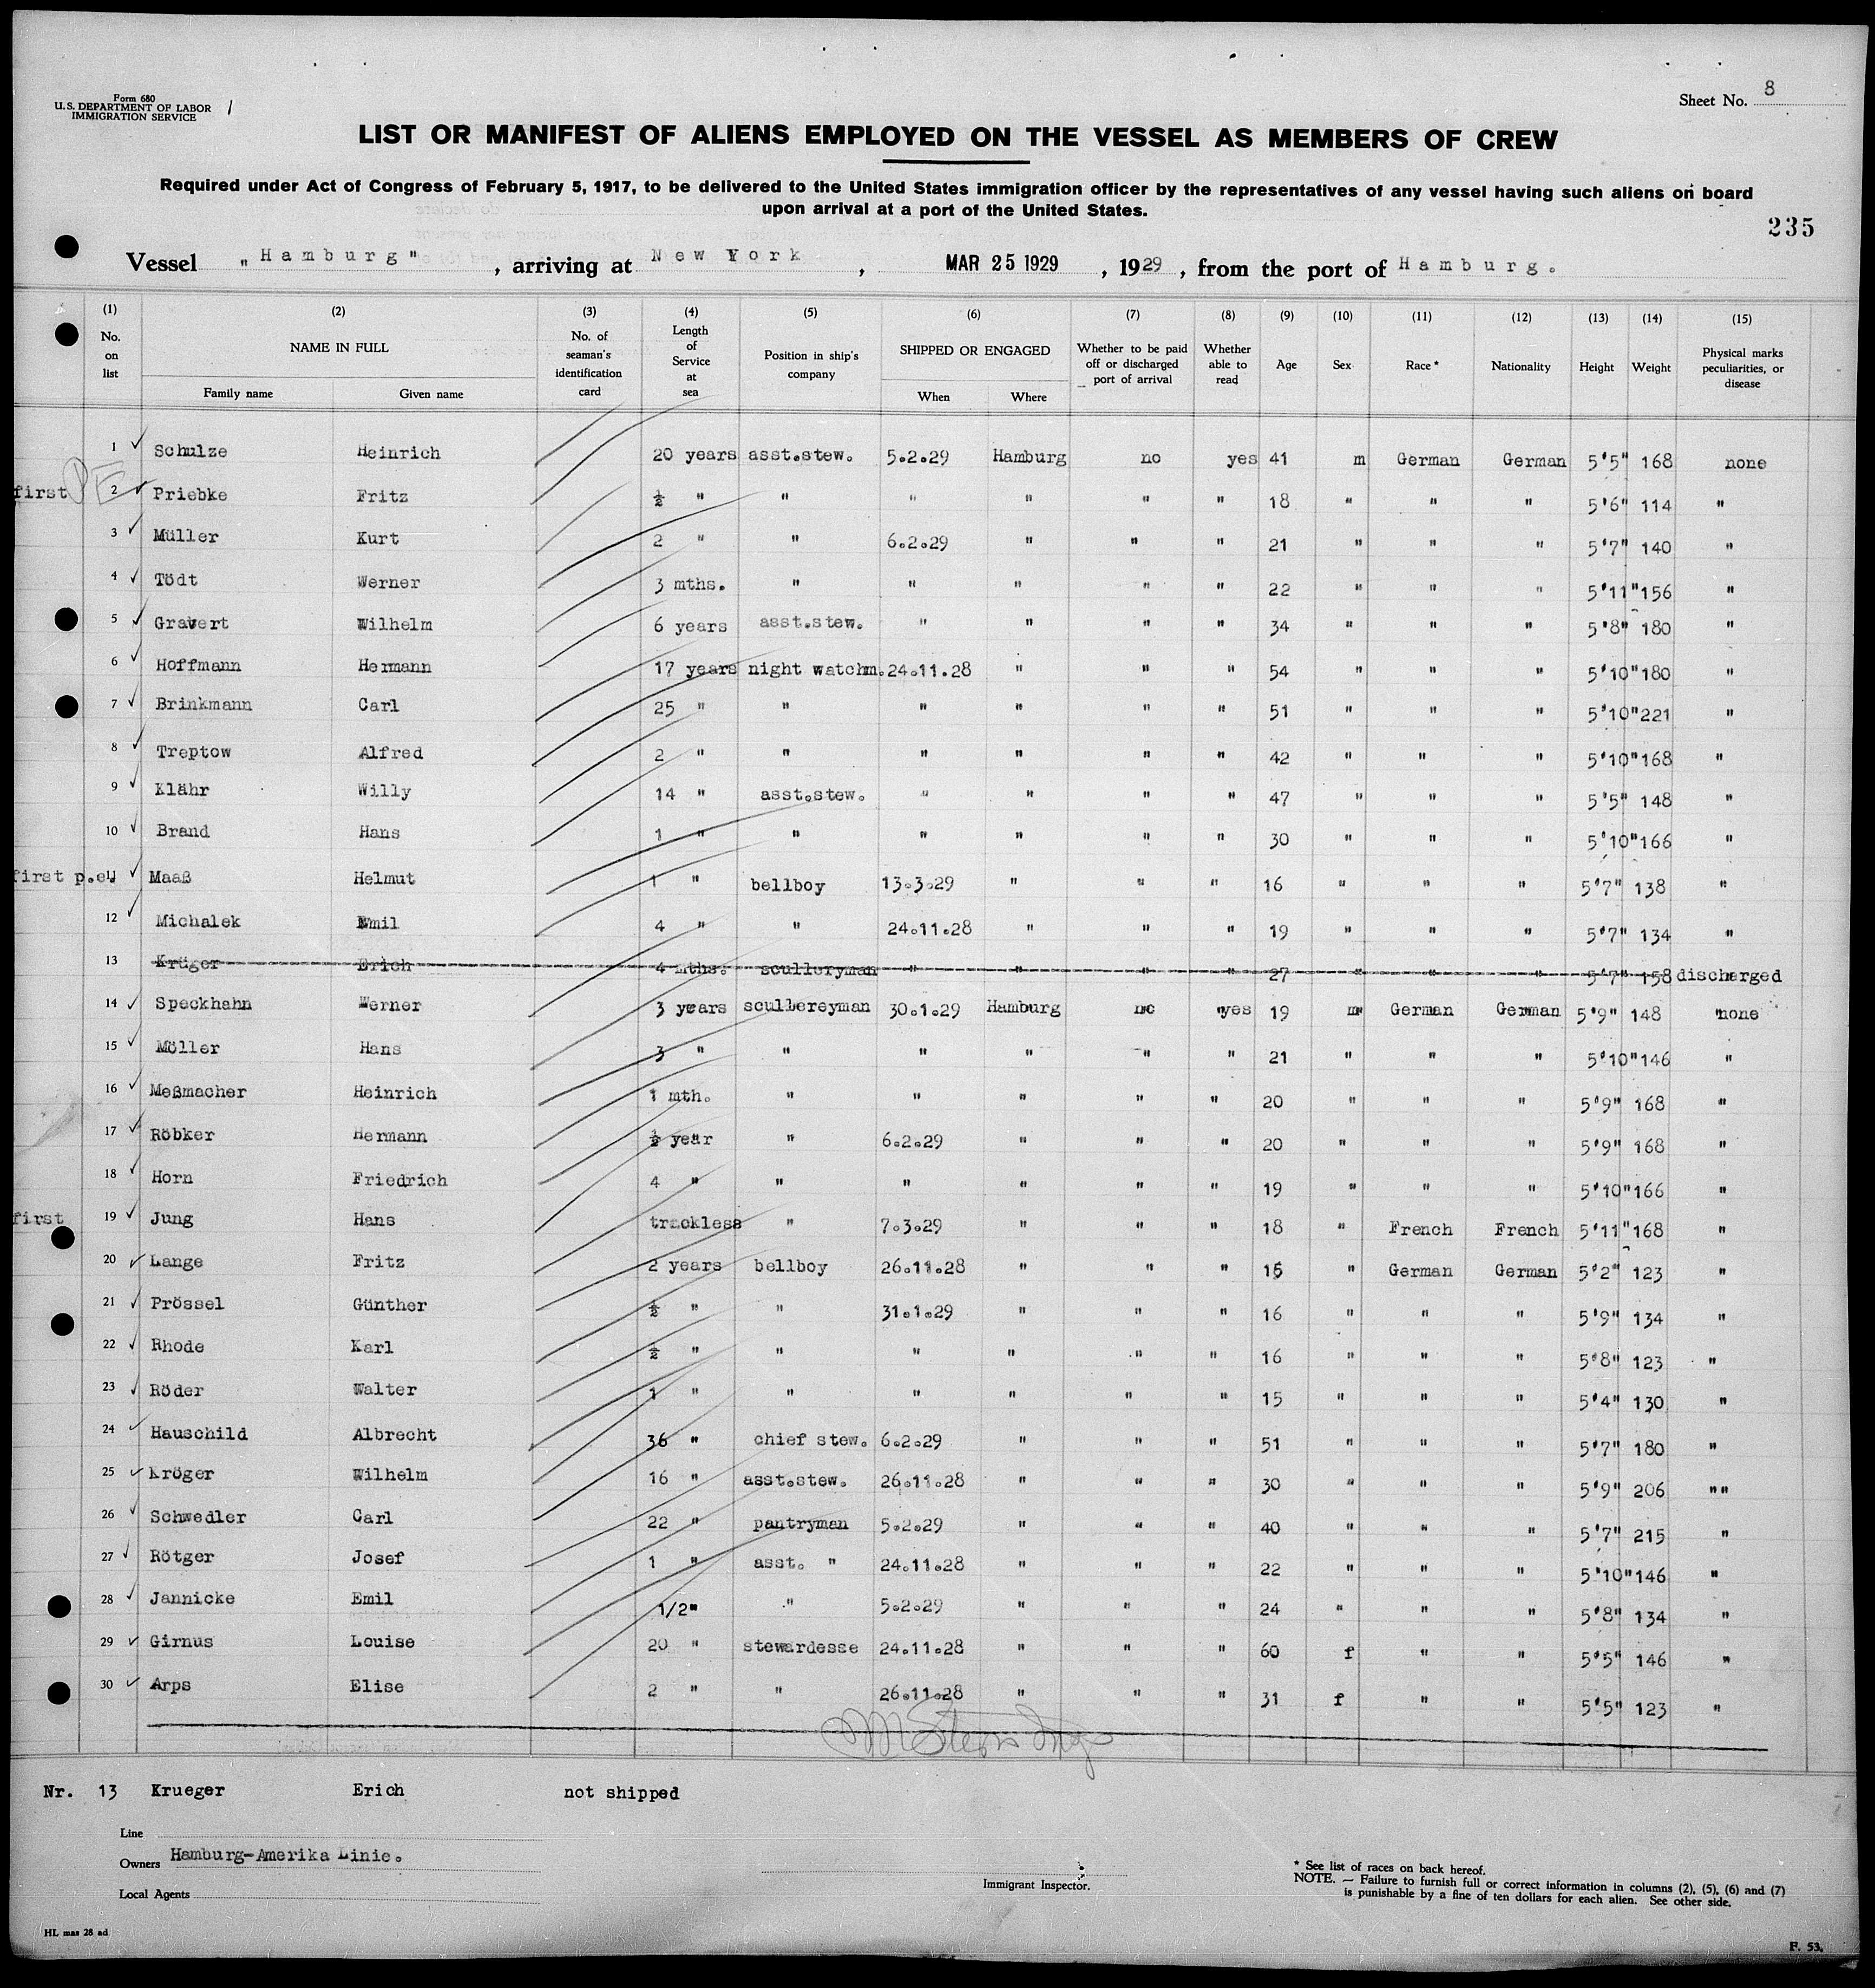 Form 680
U.S. DEPARTMENT OF LABOR
IMMIGRATION SERVICE
Sheet No. 8
LIST OR MANIFEST OF ALIENS EMPLOYED ON THE VESSEL AS MEMBERS OF CREW
Required under Act of Congress of February 5, 1917, to be delivered to the United States immigration officer by the representatives of any vessel having such aliens on board
upon arrival at a port of the United States.
235
Vessel „Hamburg" , arriving at New York , MAR 25 1929 , 1929 , from the port of Hamburg.
(1) (2) (3) (4) (5) (6) (7) (8) (9) (10) (11) (12) (13) (14) (15)
No. on list NAME IN FULL Family name Given name No. of seaman's identification card Length of Service at sea Position in ship's company SHIPPED OR ENGAGED When Where Whether to be paid off or discharged port of arrival Whether able to read Age Sex Race * Nationality Height Weight Physical marks peculiarities, or disease
1 Schulze Heinrich 20 years asst.stew. 5.2.29 Hamburg no yes 41 m German German 5'5" 168 none
first 2 Priebke Fritz ½ " " " " " " 18 " " " 5'6" 114 "
3 Müller Kurt 2 " " 6.2.29 " " " 21 " " " 5'7" 140 "
4 Tödt Werner 3 mths. " " " " " 22 " " " 5'11" 156 "
5 Gravert Wilhelm 6 years asst.stew. " " " " 34 " " " 5'8" 180 "
6 Hoffmann Hermann 17 years night watchm. 24.11.28 " " " 54 " " " 5'10" 180 "
7 Brinkmann Carl 25 " " " " " " 51 " " " 5'10" 221 "
8 Treptow Alfred 2 " " " " " " 42 " " " 5'10" 168 "
9 Klähr Willy 14 " asst.stew. " " " " 47 " " " 5'5" 148 "
10 Brand Hans 1 " " " " " " 30 " " " 5'10" 166 "
first p.e. 11 Maaß Helmut 1 " bellboy 13.3.29 " " " 16 " " " 5'7" 138 "
12 Michalek Emil 4 " " 24.11.28 " " " 19 " " " 5'7" 134 "
13 Krüger Erich 4 mths. sculleryman " " " " 27 " " " 5'7" 158 discharged
14 Speckhahn Werner 3 years scullereyman 30.1.29 Hamburg no yes 19 m German German 5'9" 148 none
15 Möller Hans 3 " " " " " " 21 " " " 5'10" 146 "
16 Meßmacher Heinrich 1 mth. " " " " " 20 " " " 5'9" 168 "
17 Röbker Hermann ½ year " 6.2.29 " " " 20 " " " 5'9" 168 "
18 Horn Friedrich 4 " " " " " " 19 " " " 5'10" 166 "
first 19 Jung Hans trackless " 7.3.29 " " " 18 " French French 5'11" 168 "
20 Lange Fritz 2 years bellboy 26.11.28 " " " 15 " German German 5'2" 123 "
21 Prössel Günther ½ " " 31.1.29 " " " 16 " " " 5'9" 134 "
22 Rhode Karl ½ " " " " " " 16 " " " 5'8" 123 "
23 Röder Walter 1 " " " " " " 15 " " " 5'4" 130 "
24 Hauschild Albrecht 36 " chief stew. 6.2.29 " " " 51 " " " 5'7" 180 "
25 Kröger Wilhelm 16 " asst.stew. 26.11.28 " " " 30 " " " 5'9" 206 ""
26 Schwedler Carl 22 " pantryman 5.2.29 " " " 40 " " " 5'7" 215 "
27 Rötger Josef 1 " asst. " 24.11.28 " " " 22 " " " 5'10" 146 "
28 Jannicke Emil 1/2" " 5.2.29 " " " 24 " " " 5'8" 134 "
29 Girnus Louise 20 " stewardesse 24.11.28 " " " 60 f " " 5'5" 146 "
30 Arps Elise 2 " " 26.11.28 " " " 31 f " " 5'5" 123 "
Nr. 13 Krueger Erich not shipped
Line
Owners Hamburg-Amerika Linie.
Local Agents
Immigrant Inspector.
* See list of races on back hereof.
NOTE. — Failure to furnish full or correct information in columns (2), (5), (6) and (7)
is punishable by a fine of ten dollars for each alien. See other side.
HL mas 28 ad
F. 53.